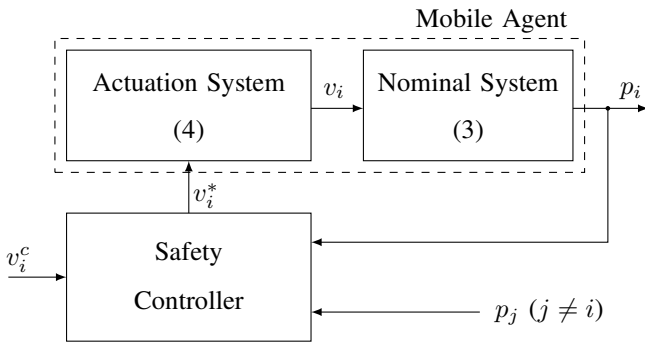 Mobile Agent
Actuation System
(4)
v_i
Nominal System
(3)
p_i
v_i^*
v_i^c
Safety
Controller
p_j (j ≠ i)